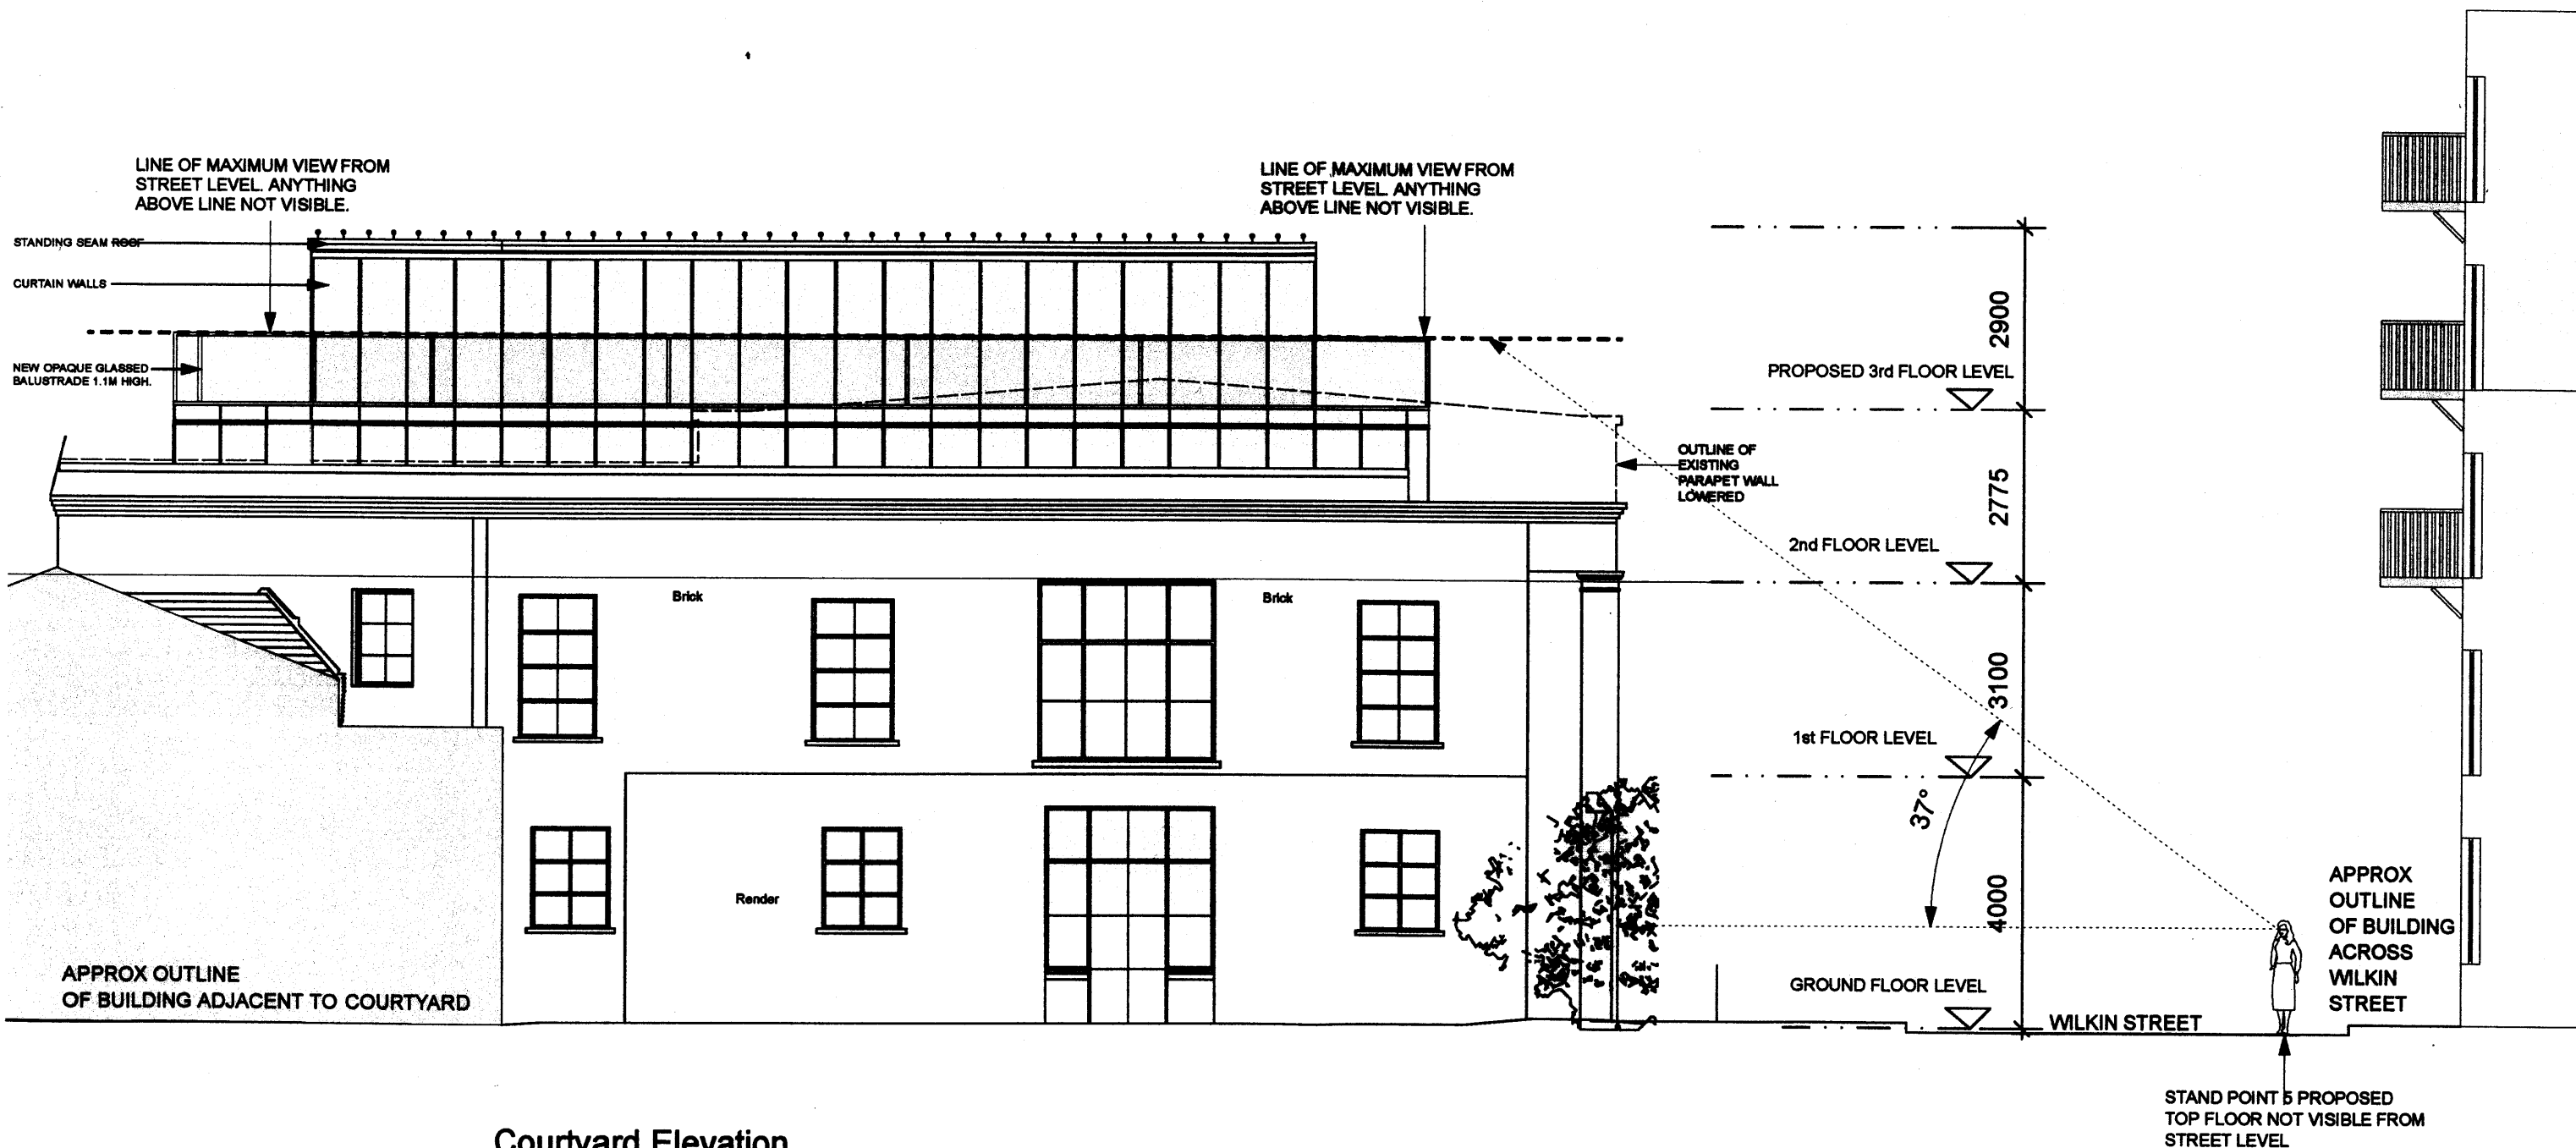 LINE OF MAXIMUM VIEW FROM
STREET LEVEL. ANYTHING
ABOVE LINE NOT VISIBLE.
LINE OF MAXIMUM VIEW FROM
STREET LEVEL. ANYTHING
ABOVE LINE NOT VISIBLE.
STANDING SEAM ROOF
CURTAIN WALLS
NEW OPAQUE GLASSED
BALUSTRADE 1.1M HIGH.
2900
PROPOSED 3rd FLOOR LEVEL
OUTLINE OF
EXISTING
PARAPET WALL
LOWERED
2775
2nd FLOOR LEVEL
Brick
Brick
3100
1st FLOOR LEVEL
37°
4000
Render
APPROX OUTLINE
OF BUILDING ADJACENT TO COURTYARD
GROUND FLOOR LEVEL
WILKIN STREET
APPROX
OUTLINE
OF BUILDING
ACROSS
WILKIN
STREET
STAND POINT 5 PROPOSED
TOP FLOOR NOT VISIBLE FROM
STREET LEVEL
Courtyard Elevation